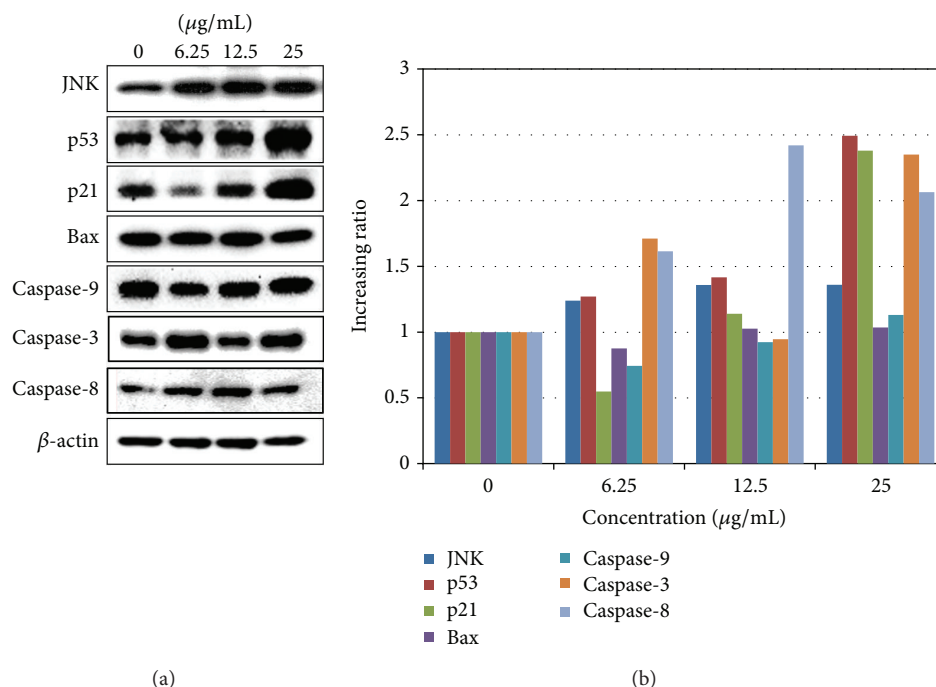 (μg/mL)
0 6.25 12.5 25
JNK
p53
p21
Bax
Caspase-9
Caspase-3
Caspase-8
β-actin
(a)
Increasing ratio
3
2.5
2
1.5
1
0.5
0
0 6.25 12.5 25
Concentration (μg/mL)
JNK
p53
p21
Bax
Caspase-9
Caspase-3
Caspase-8
(b)